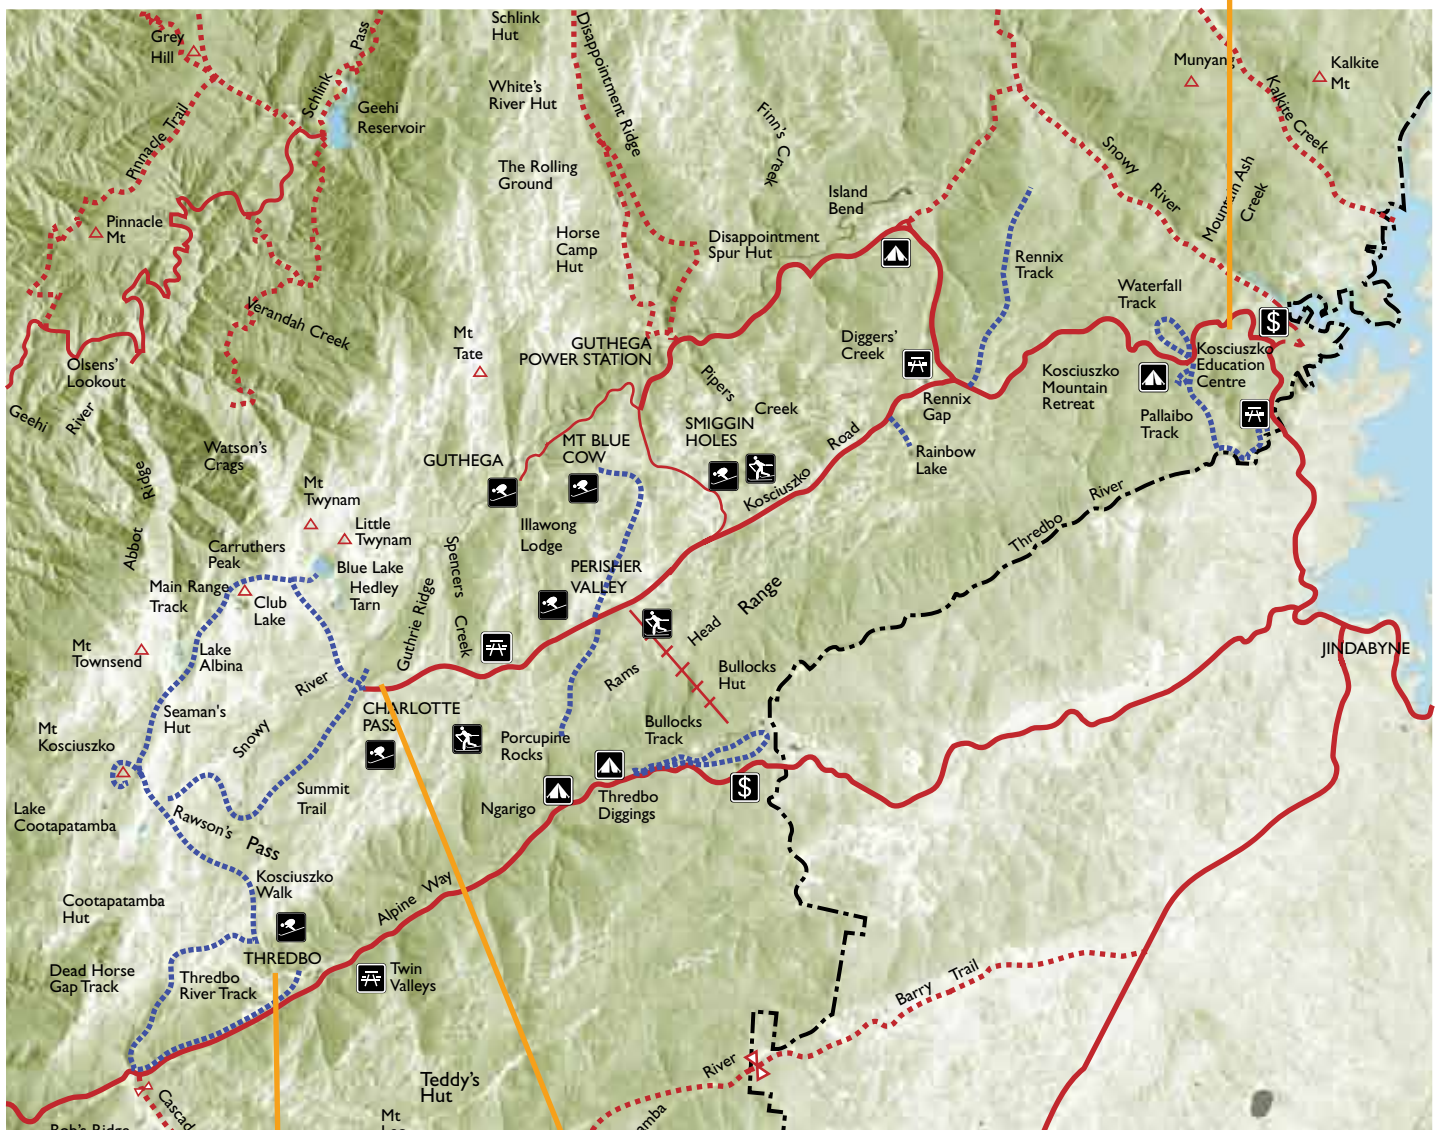 Schlink
Hut
Grey
Hill
Schlink
Pass
Disappointment Ridge
Munyang
Kalkite
Mt
Kalkite Creek
White's
River Hut
Geehi
Reservoir
Pinnacle Trail
Finn's Creek
Snowy
River
Mountain Ash
Creek
The Rolling
Ground
Island
Bend
Pinnacle
Mt
Horse
Camp
Hut
Disappointment
Spur Hut
Rennix
Track
Waterfall
Track
Verandah Creek
Mt
Tate
GUTHEGA
POWER STATION
Diggers'
Creek
$
Kosciuszko
Education
Centre
Olsens'
Lookout
Kosciuszko
Mountain
Retreat
Pipers
Creek
Rennix
Gap
Geehi
River
Pallaibo
Track
SMIGGIN
HOLES
MT BLUE
COW
Kosciuszko
Road
Rainbow
Lake
Watson's
Crags
GUTHEGA
Abbot
Ridge
Mt
Twynam
Thredbo
River
Little
Twynam
Illawong
Lodge
Carruthers
Peak
Spencers
Creek
Blue Lake
Hedley
Tarn
PERISHER
VALLEY
Main Range
Track
Club
Lake
Guthrie Ridge
Rams
Head
Range
Mt
Townsend
Lake
Albina
JINDABYNE
Bullocks
Hut
Snowy
River
Seaman's
Hut
CHARLOTTE
PASS
Bullocks
Track
Mt
Kosciuszko
Porcupine
Rocks
Summit
Trail
$
Lake
Cootapatamba
Ngarigo
Thredbo
Diggings
Rawson's
Pass
Kosciuszko
Walk
Alpine Way
Cootapatamba
Hut
THREDBO
Dead Horse
Gap Track
Thredbo
River Track
Twin
Valleys
Barry
Trail
River
Teddy's
Hut
Mt
amba
Cascad
Bob's Ridge